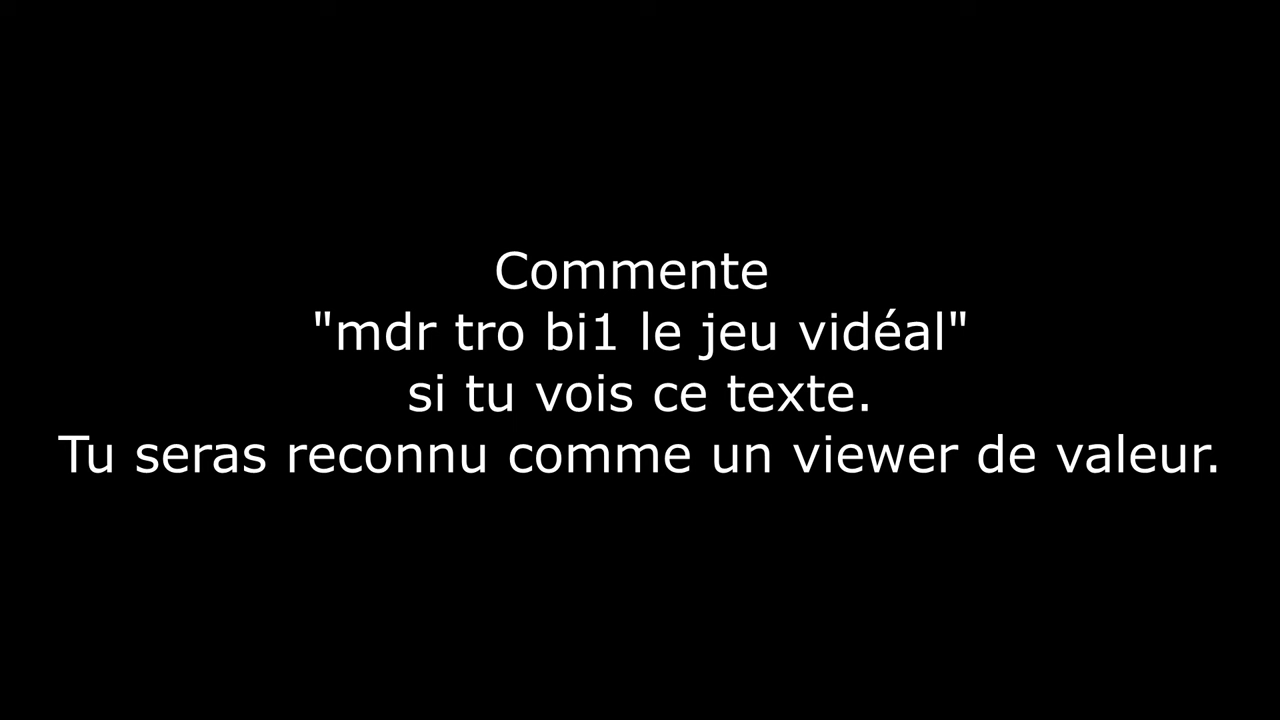 Commente
"mdr tro bi1 le jeu vidéal"
si tu vois ce texte.
Tu seras reconnu comme un viewer de valeur.